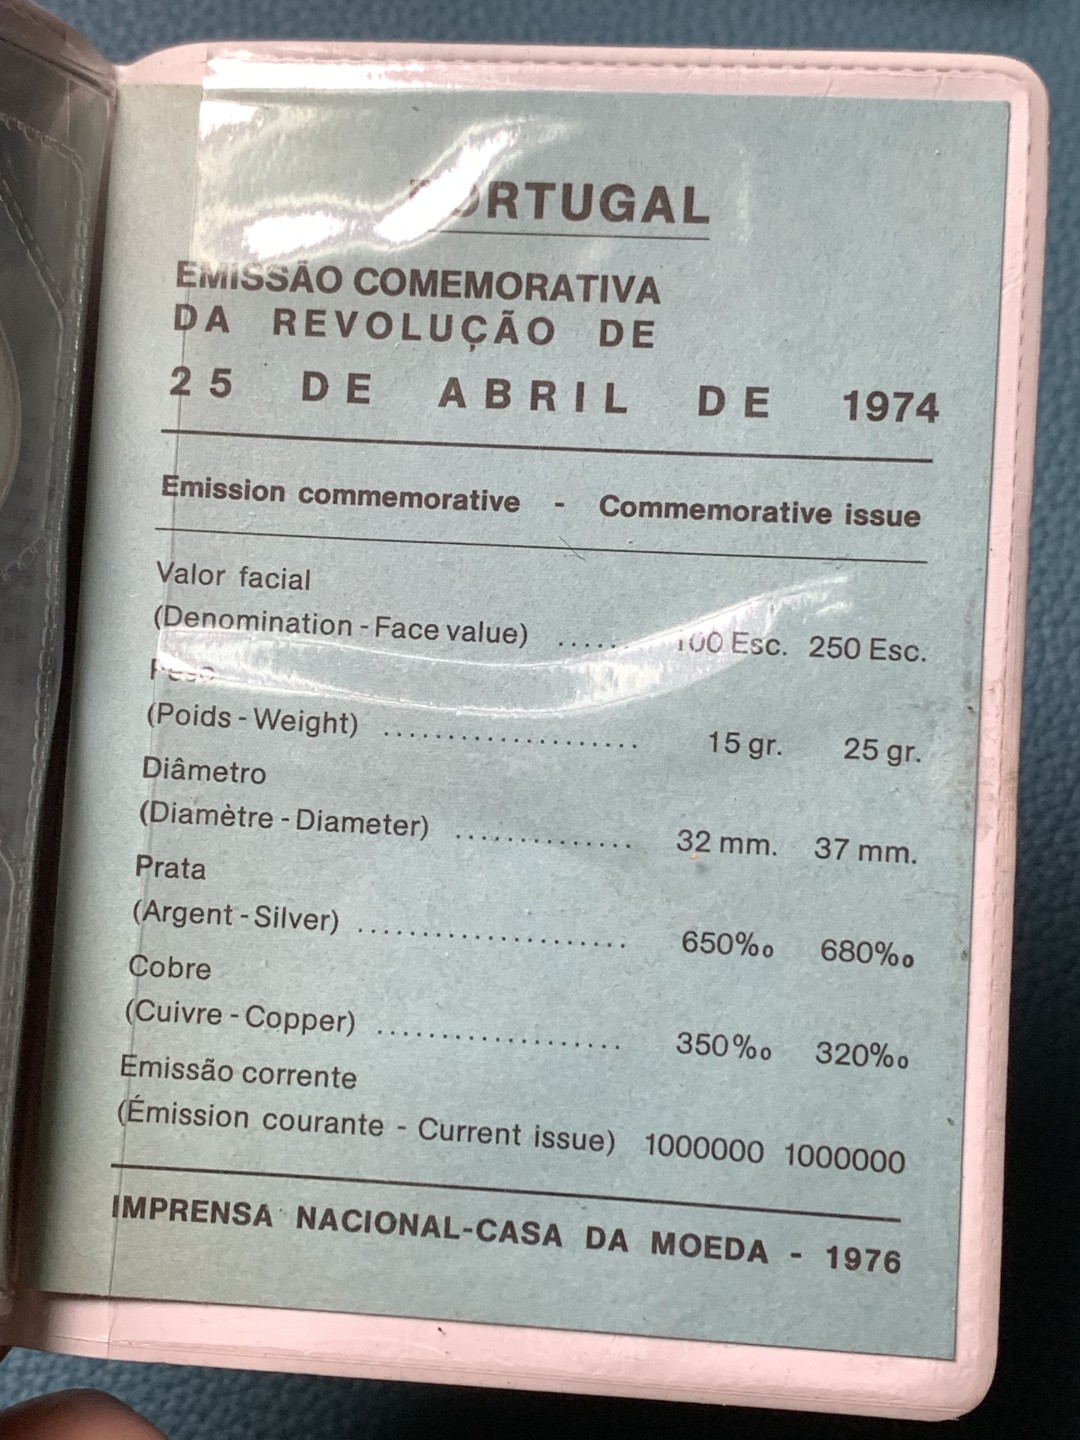 PORTUGAL
EMISSÃO COMEMORATIVA
DA REVOLUÇÃO DE
25 DE ABRIL DE 1974
Emission commemorative - Commemorative issue
Valor facial
(Denomination - Face value) ..... 100 Esc. 250 Esc.
Peso
(Poids - Weight) .................... 15 gr. 25 gr.
Diâmetro
(Diamètre - Diameter) .............. 32 mm. 37 mm.
Prata
(Argent - Silver) ..................... 650‰ 680‰
Cobre
(Cuivre - Copper) ................... 350‰ 320‰
Emissão corrente
(Émission courante - Current issue) 1000000 1000000
IMPRENSA NACIONAL-CASA DA MOEDA - 1976